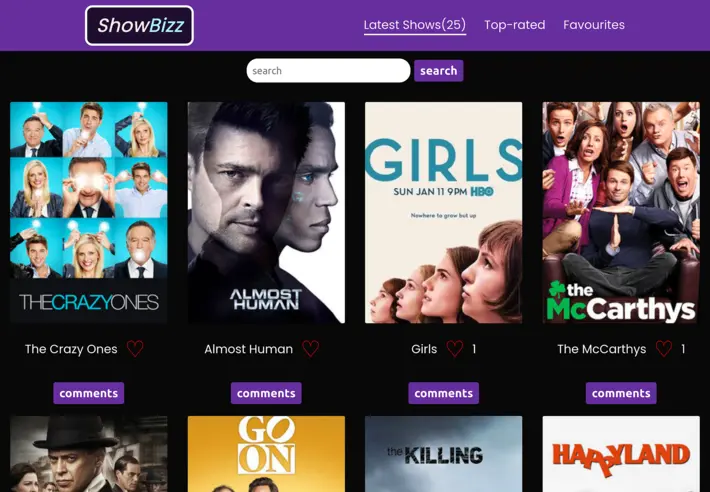 ShowBizz
Latest Shows(25)
Top-rated
Favourites
search
search
THECRAZYONES
ALMOST
HUMAN
GIRLS
SUN JAN 11 9PM HBO
Nowhere to grow but up
the
McCarthys
The Crazy Ones
Almost Human
Girls
1
The McCarthys
1
comments
comments
comments
comments
GO
ON
the KILLING
HAPPYLAND